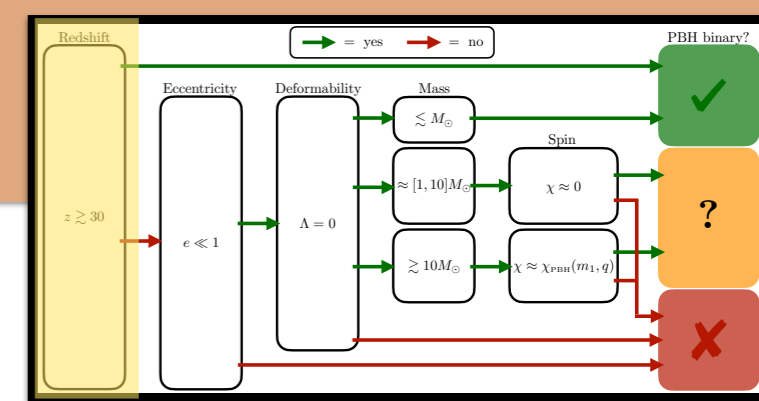 = yes = no
Redshift
PBH binary?
Eccentricity
Deformability
Mass
≲ M⊙
Spin
≈ [1, 10]M⊙
χ ≈ 0
z ≳ 30
e ≪ 1
Λ = 0
?
≳ 10M⊙
χ ≈ χPBH(m1, q)